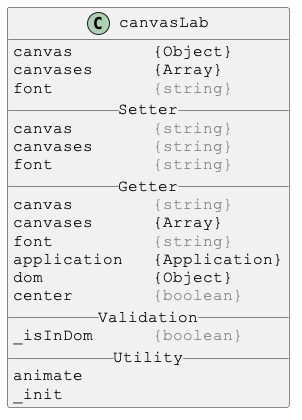 C canvasLab
canvas {Object}
canvases {Array}
font {string}
Setter
canvas {string}
canvases {string}
font {string}
Getter
canvas {string}
canvases {Array}
font {string}
application {Application}
dom {Object}
center {boolean}
Validation
_isInDom {boolean}
Utility
animate
_init